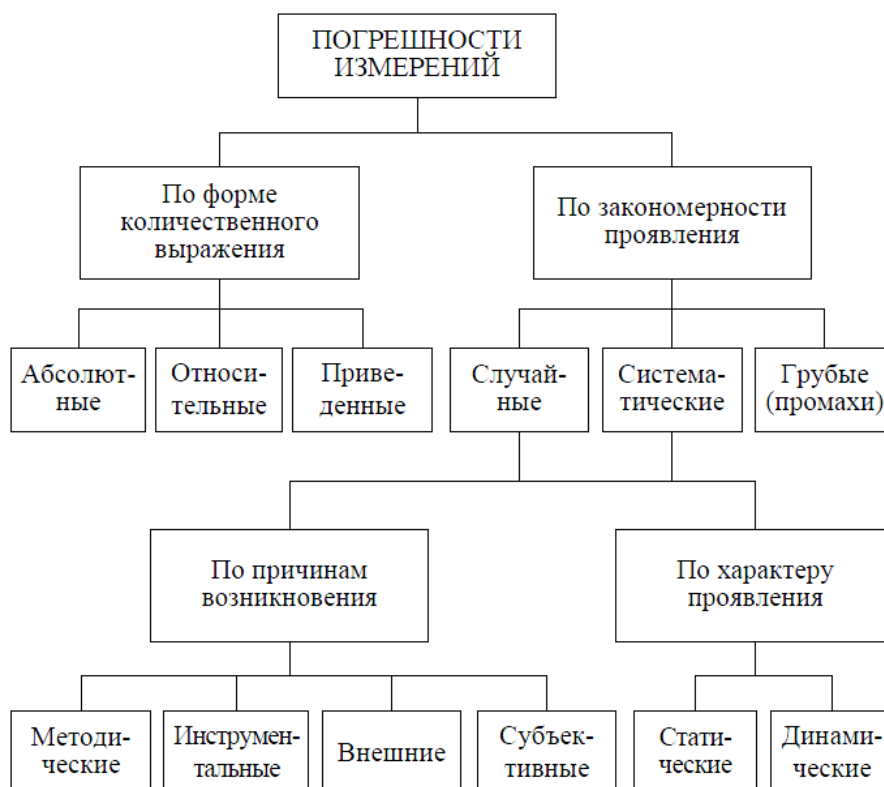 ПОГРЕШНОСТИ
ИЗМЕРЕНИЙ
По форме
количественного
выражения
По закономерности
проявления
Абсолют-
ные
Относи-
тельные
Приве-
денные
Случай-
ные
Система-
тические
Грубые
(промахи)
По причинам
возникновения
По характеру
проявления
Методи-
ческие
Инструмен-
тальные
Внешние
Субъек-
тивные
Стати-
ческие
Динами-
ческие